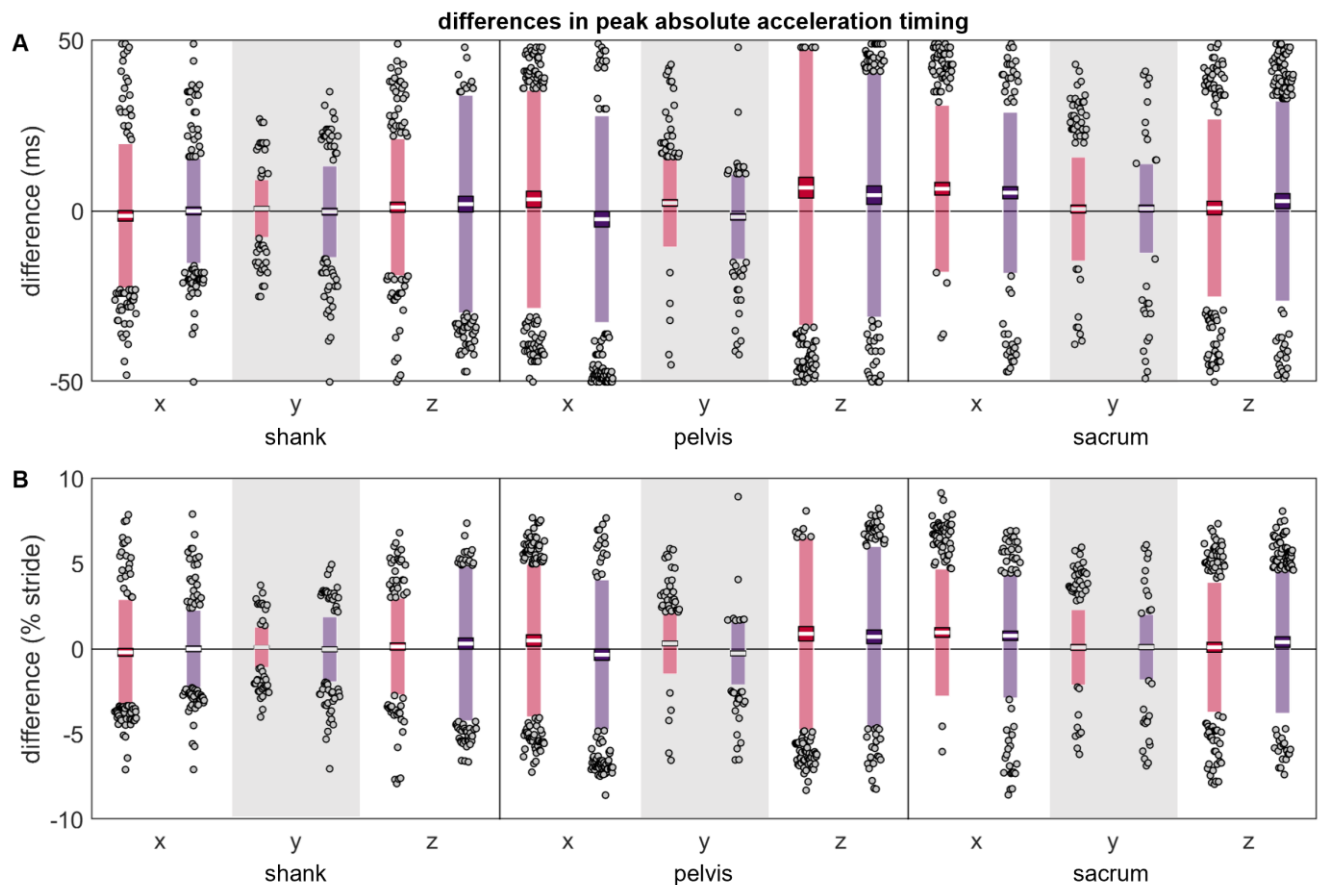 differences in peak absolute acceleration timing
A
50
0
-50
difference (ms)
x y z x y z x y z
shank pelvis sacrum
B
10
5
0
-5
-10
difference (% stride)
x y z x y z x y z
shank pelvis sacrum